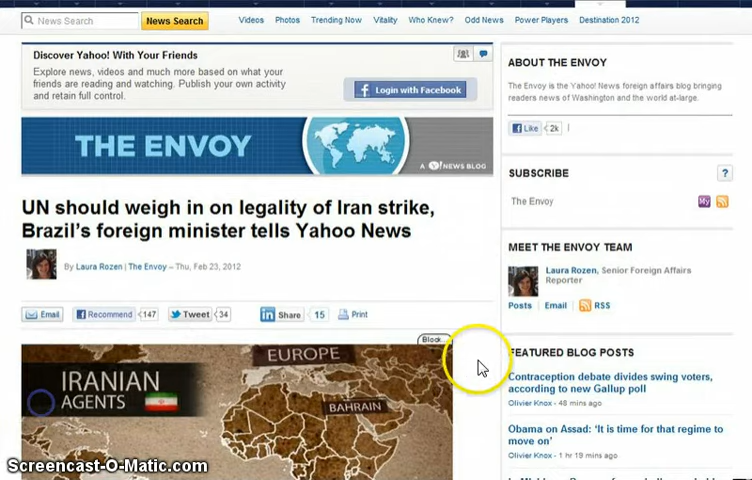 News Search
News Search
Videos
Photos
Trending Now
Vitality
Who Knew?
Odd News
Power Players
Destination 2012
Discover Yahoo! With Your Friends
Explore news, videos and much more based on what your
friends are reading and watching. Publish your own activity
and retain full control.
Login with Facebook
THE ENVOY
A Y! NEWS BLOG
UN should weigh in on legality of Iran strike,
Brazil's foreign minister tells Yahoo News
By Laura Rozen | The Envoy – Thu, Feb 23, 2012
Email
Recommend
147
Tweet
34
in Share
15
Print
Block
IRANIAN
AGENTS
EUROPE
BAHRAIN
ABOUT THE ENVOY
The Envoy is the Yahoo! News foreign affairs blog bringing
readers news of Washington and the world at-large.
Like
2k
SUBSCRIBE
?
The Envoy
My
MEET THE ENVOY TEAM
Laura Rozen, Senior Foreign Affairs
Reporter
Posts
Email
RSS
FEATURED BLOG POSTS
Contraception debate divides swing voters,
according to new Gallup poll
Olivier Knox - 48 mins ago
Obama on Assad: 'It is time for that regime to
move on'
Olivier Knox - 1 hr 19 mins ago
Screencast-O-Matic.com